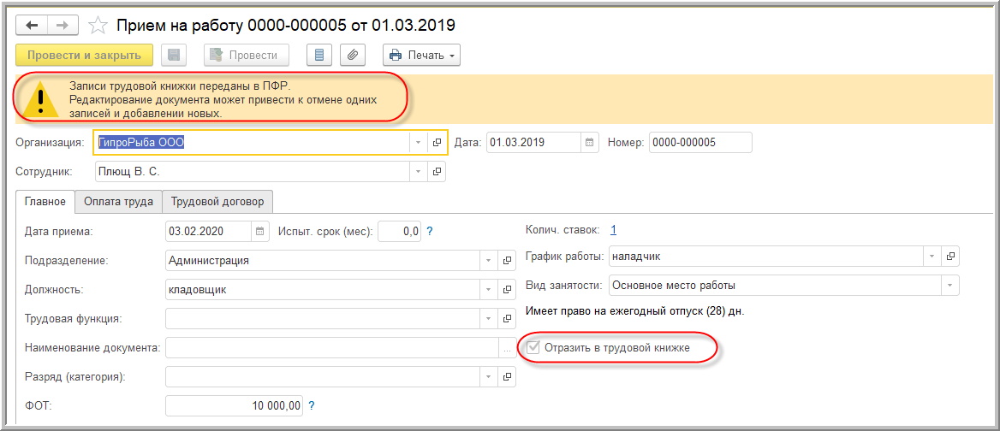 Прием на работу 0000-000005 от 01.03.2019
Провести и закрыть Провести Печать
Записи трудовой книжки переданы в ПФР.
Редактирование документа может привести к отмене одних
записей и добавлении новых.
Организация: ГипроРыба ООО Дата: 01.03.2019 Номер: 0000-000005
Сотрудник: Плющ В. С.
Главное Оплата труда Трудовой договор
Дата приема: 03.02.2020 Испыт. срок (мес): 0,0 ? Колич. ставок: 1
Подразделение: Администрация График работы: наладчик
Должность: кладовщик Вид занятости: Основное место работы
Трудовая функция: Имеет право на ежегодный отпуск (28) дн.
Наименование документа: ... Отразить в трудовой книжке
Разряд (категория):
ФОТ: 10 000,00 ?